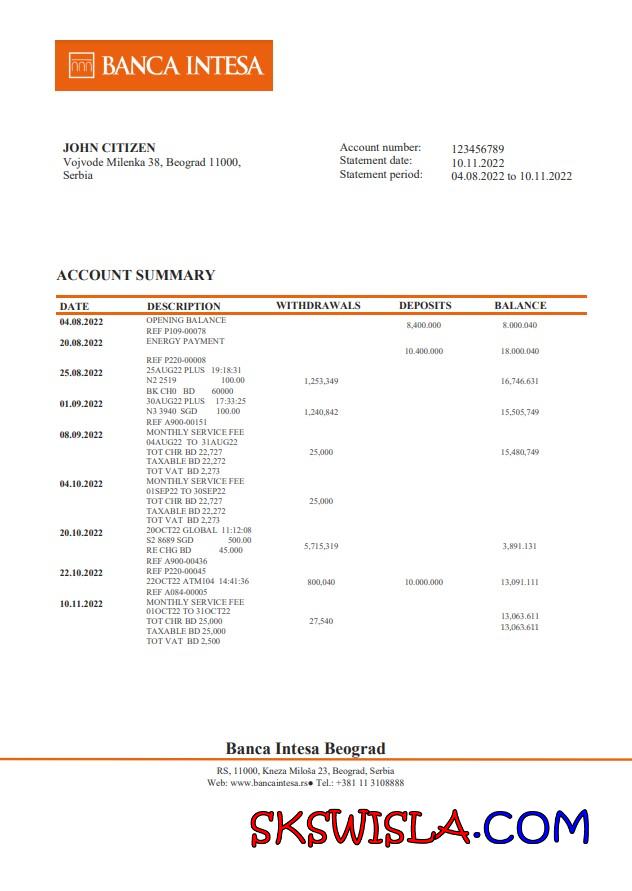 BANCA INTESA
JOHN CITIZEN
Vojvode Milenka 38, Beograd 11000,
Serbia
Account number: 123456789
Statement date: 10.11.2022
Statement period: 04.08.2022 to 10.11.2022
ACCOUNT SUMMARY
DATE DESCRIPTION WITHDRAWALS DEPOSITS BALANCE
04.08.2022 OPENING BALANCE
8,400.000 8.000.040
REF P109-00078
20.08.2022 ENERGY PAYMENT
10.400.000 18.000.040
REF P220-00008
25.08.2022 25AUG22 PLUS 19:18:31
N2 2519 100.00 1,253,349 16,746.631
BK CH0 BD 60000
01.09.2022 30AUG22 PLUS 17:33:25
N3 3940 SGD 100.00 1,240,842 15,505,749
REF A900-00151
08.09.2022 MONTHLY SERVICE FEE
04AUG22 TO 31AUG22
TOT CHR BD 22,727 25,000 15,480,749
TAXABLE BD 22,272
TOT VAT BD 2,273
04.10.2022 MONTHLY SERVICE FEE
01SEP22 TO 30SEP22
TOT CHR BD 22,727 25,000
TAXABLE BD 22,272
TOT VAT BD 2,273
20.10.2022 20OCT22 GLOBAL 11:12:08
S2 8689 SGD 500.00
RE CHG BD 45.000 5,715,319 3,891.131
REF A900-00436
22.10.2022 REF P220-00045
22OCT22 ATM104 14:41:36 800,040 10.000.000 13,091.111
REF A084-00005
10.11.2022 MONTHLY SERVICE FEE
01OCT22 TO 31OCT22 13,063.611
TOT CHR BD 25,000 27,540
TAXABLE BD 25,000 13,063.611
TOT VAT BD 2,500
Banca Intesa Beograd
RS, 11000, Kneza Miloša 23, Beograd, Serbia
Web: www.bancaintesa.rs● Tel.: +381 11 3108888
SKSWISLA.COM